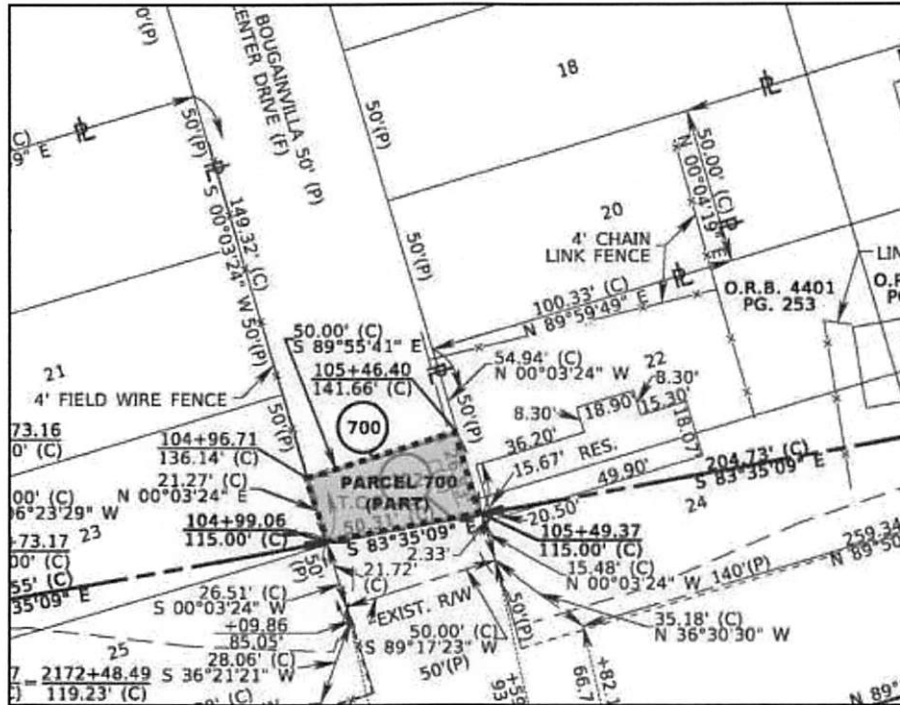 0'(P)
BOUGAINVILLA 50' (P)
CENTER DRIVE (F)
18
50'(P)
50'(P)
50'(P)
149.32' (C)
S 00°03'24" W
50'(P)
50.00' (C)
N 00°04'19"
E
20
4' CHAIN
LINK FENCE
50'(P)
100.33' (C)
N 89°59'49" E
O.R.B. 4401
PG. 253
50.00' (C)
S 89°55'41" E
21
4' FIELD WIRE FENCE
105+46.40
141.66' (C)
54.94' (C)
N 00°03'24" W
22
8.30'
8.30'
18.90'
15.30'
18.07'
700
50'(P)
50'(P)
36.20'
15.67' RES.
49.90'
204.73' (C)
S 83°35'09" E
73.16
0' (C)
104+96.71
136.14' (C)
21.27' (C)
N 00°03'24" E
PARCEL 700
(PART)
104+99.06
115.00' (C)
S 83°35'09" E
20.50'
105+49.37
115.00' (C)
24
00' (C)
06°23'29" W
23
+73.17
00' (C)
55' (C)
35'09" E
2.33'
21.72'
(C)
50'
(P)
15.48' (C)
N 00°03'24" W
140'(P)
259.34'
N 89°50'
26.51' (C)
S 00°03'24" W
EXIST. R/W
50'(P)
35.18' (C)
N 36°30'30" W
+09.86
85.05'
50.00' (C)
S 89°17'23" W
50'(P)
25
28.06' (C)
S 36°21'21" W
= 2172+48.49
119.23' (C)
93
+82.1
66.7
N 89°